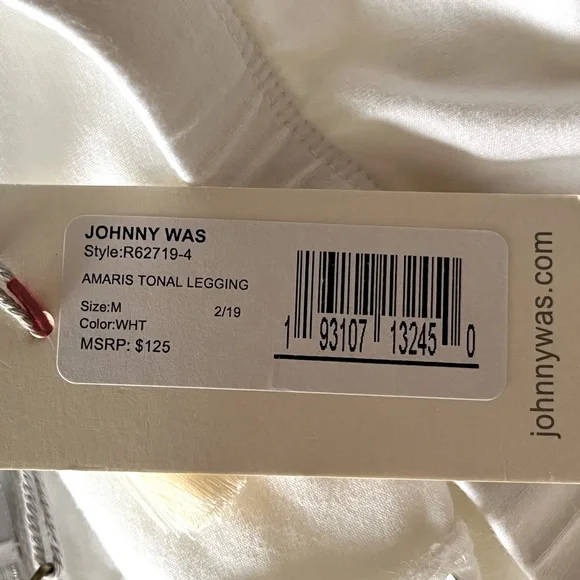 JOHNNY WAS
Style:R62719-4
AMARIS TONAL LEGGING
Size:M 2/19
Color:WHT
MSRP: $125
1 93107 13245 0
johnnywas.com